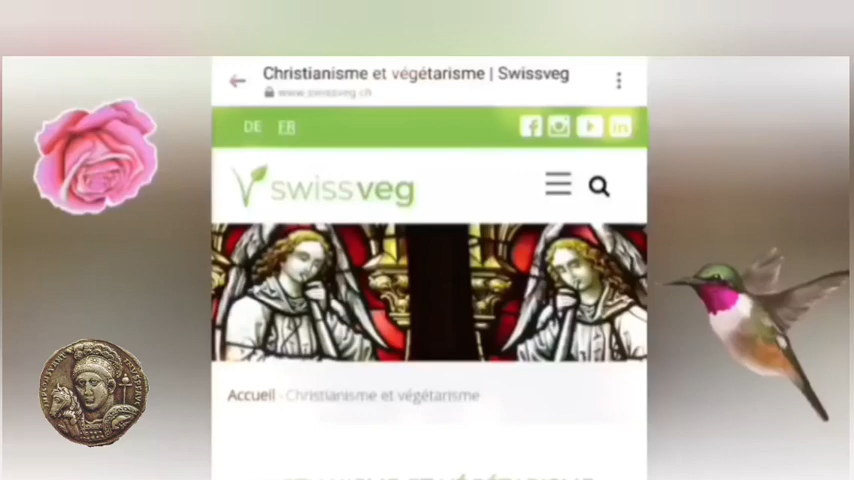 Christianisme et végétarisme | Swissveg
www.swissveg.ch
DE FR
swissveg
Accueil - Christianisme et végétarisme